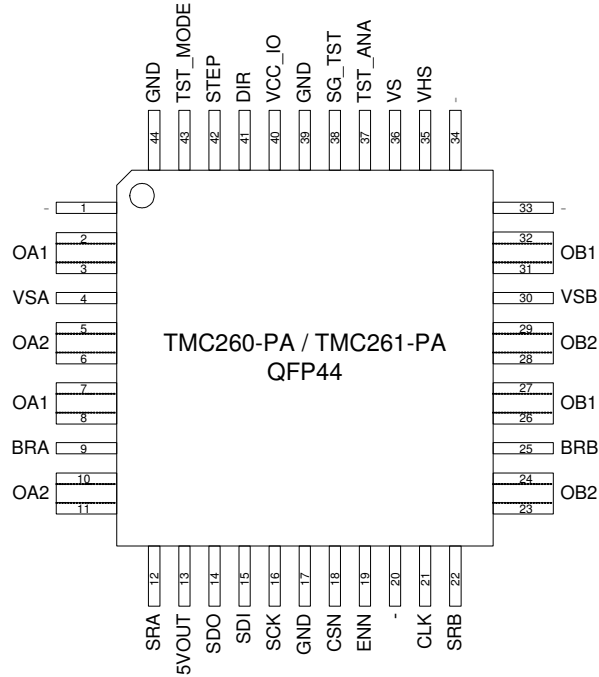 GND
TST_MODE
STEP
DIR
VCC_IO
GND
SG_TST
TST_ANA
VS
VHS
-
44
43
42
41
40
39
38
37
36
35
34
- 1
33 -
OA1 2
3
32 OB1
31
VSA 4
30 VSB
OA2 5
6
29 OB2
28
TMC260-PA / TMC261-PA
QFP44
OA1 7
8
27 OB1
26
BRA 9
25 BRB
OA2 10
11
24 OB2
23
12
13
14
15
16
17
18
19
20
21
22
SRA
5VOUT
SDO
SDI
SCK
GND
CSN
ENN
-
CLK
SRB